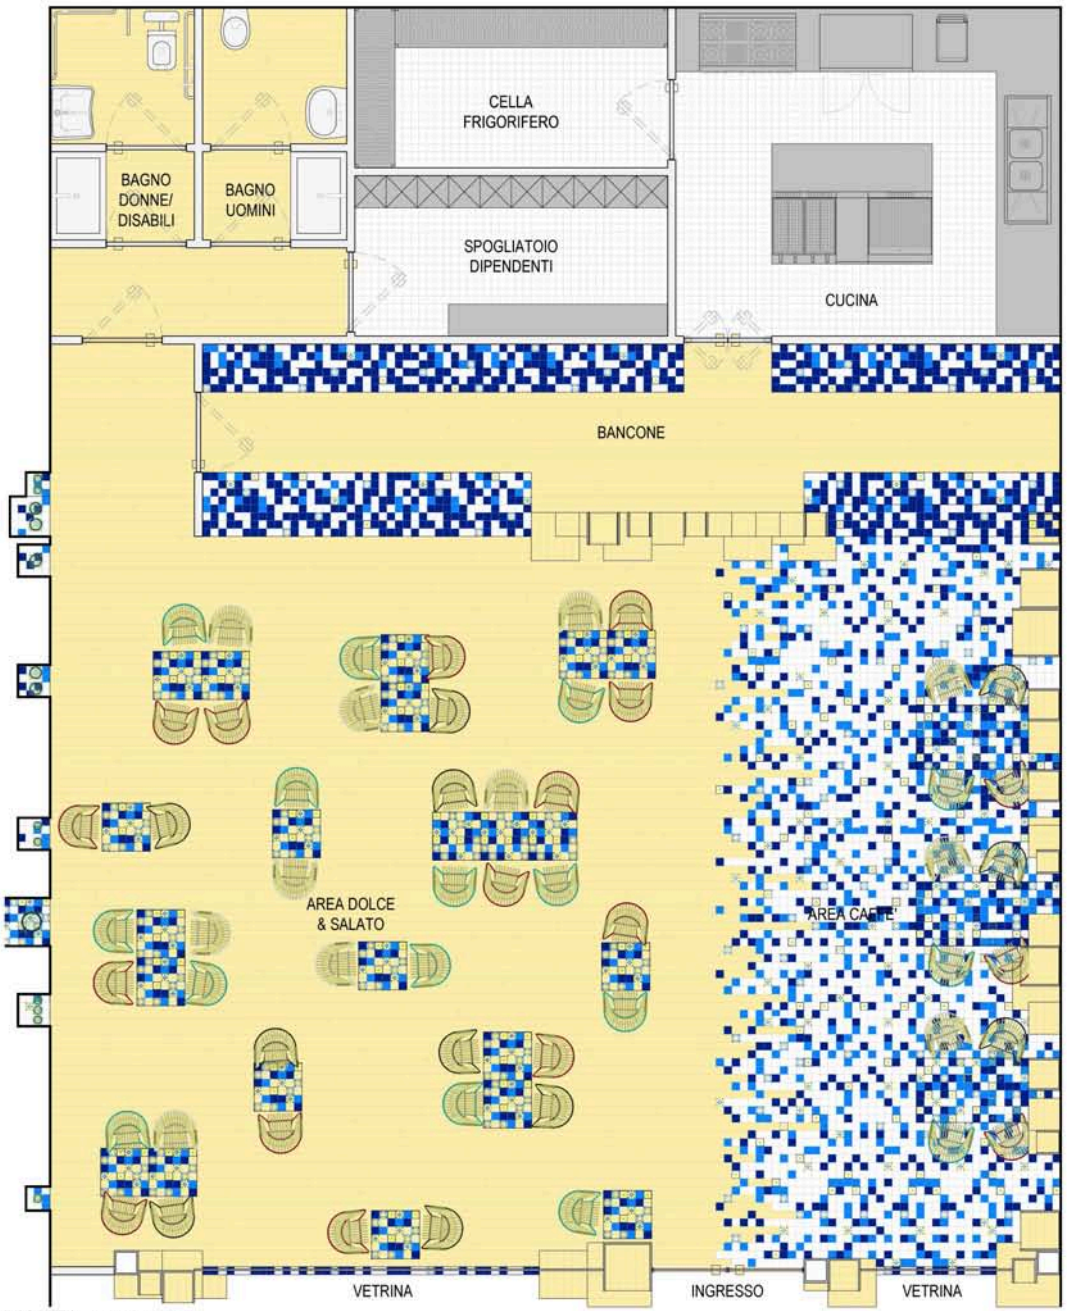 CELLA
FRIGORIFERO
BAGNO
DONNE/
DISABILI
BAGNO
UOMINI
SPOGLIATOIO
DIPENDENTI
CUCINA
BANCONE
AREA DOLCE
& SALATO
AREA CAFFE'
VETRINA
INGRESSO
VETRINA